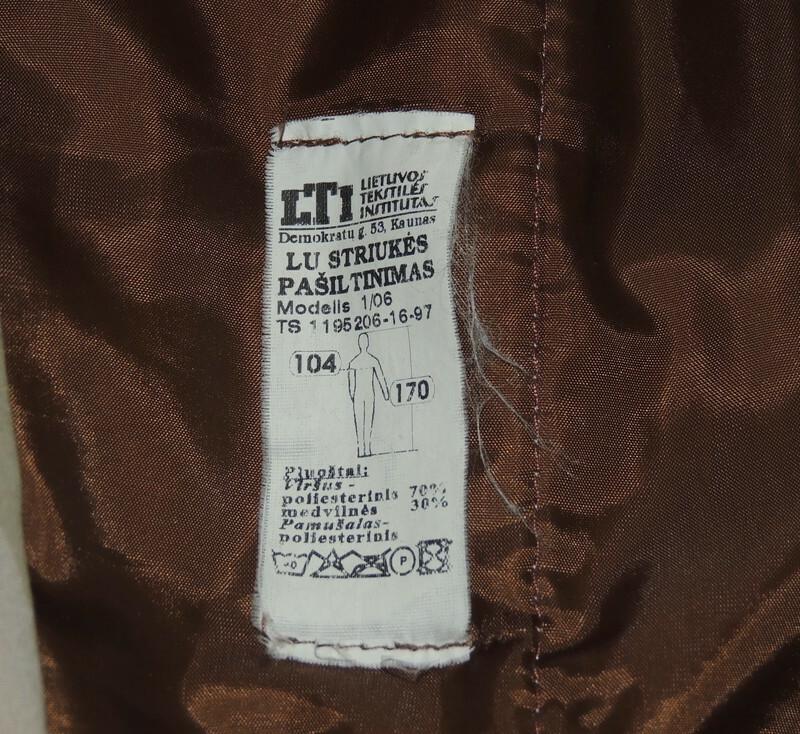 LTI LIETUVOS
TEKSTILĖS
INSTITUTAS
Demokratu g. 53, Kaunas
LU STRIUKĖS
PAŠILTINIMAS
Modelis 1/06
TS 1195206-16-97
104
170
Pluoštai:
Viršus -
poliesterinis 70%
medvilnės 30%
Pamušalas-
poliesterinis
P